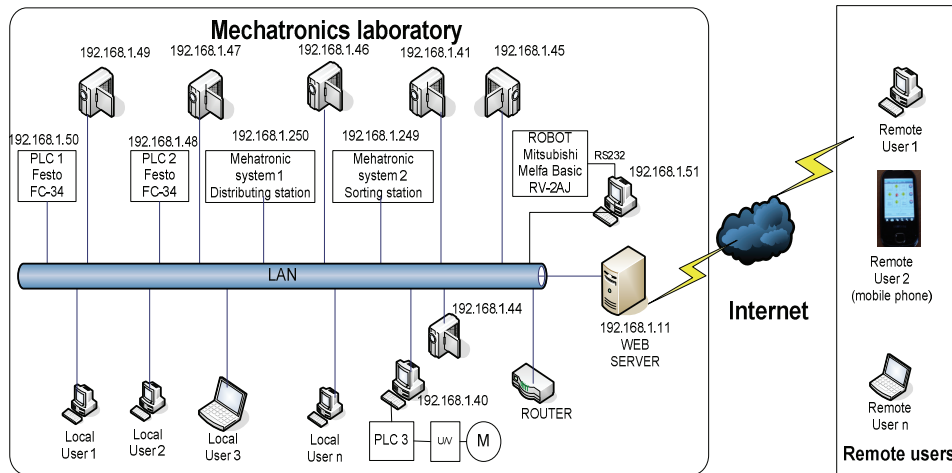 Mechatronics laboratory
192.168.1.49
192.168.1.47
192.168.1.46
192.168.1.41
192.168.1.45
192.168.1.50
PLC 1
Festo
FC-34
192.168.1.48
PLC 2
Festo
FC-34
192.168.1.250
Mehatronic
system 1
Distributing station
192.168.1.249
Mehatronic
system 2
Sorting station
ROBOT
Mitsubishi
Melfa Basic
RV-2AJ
RS232
192.168.1.51
LAN
192.168.1.44
192.168.1.11
WEB
SERVER
Internet
Local
User 1
Local
User 2
Local
User 3
Local
User n
192.168.1.40
PLC 3
U/V
M
ROUTER
Remote
User 1
Remote
User 2
(mobile phone)
Remote
User n
Remote users